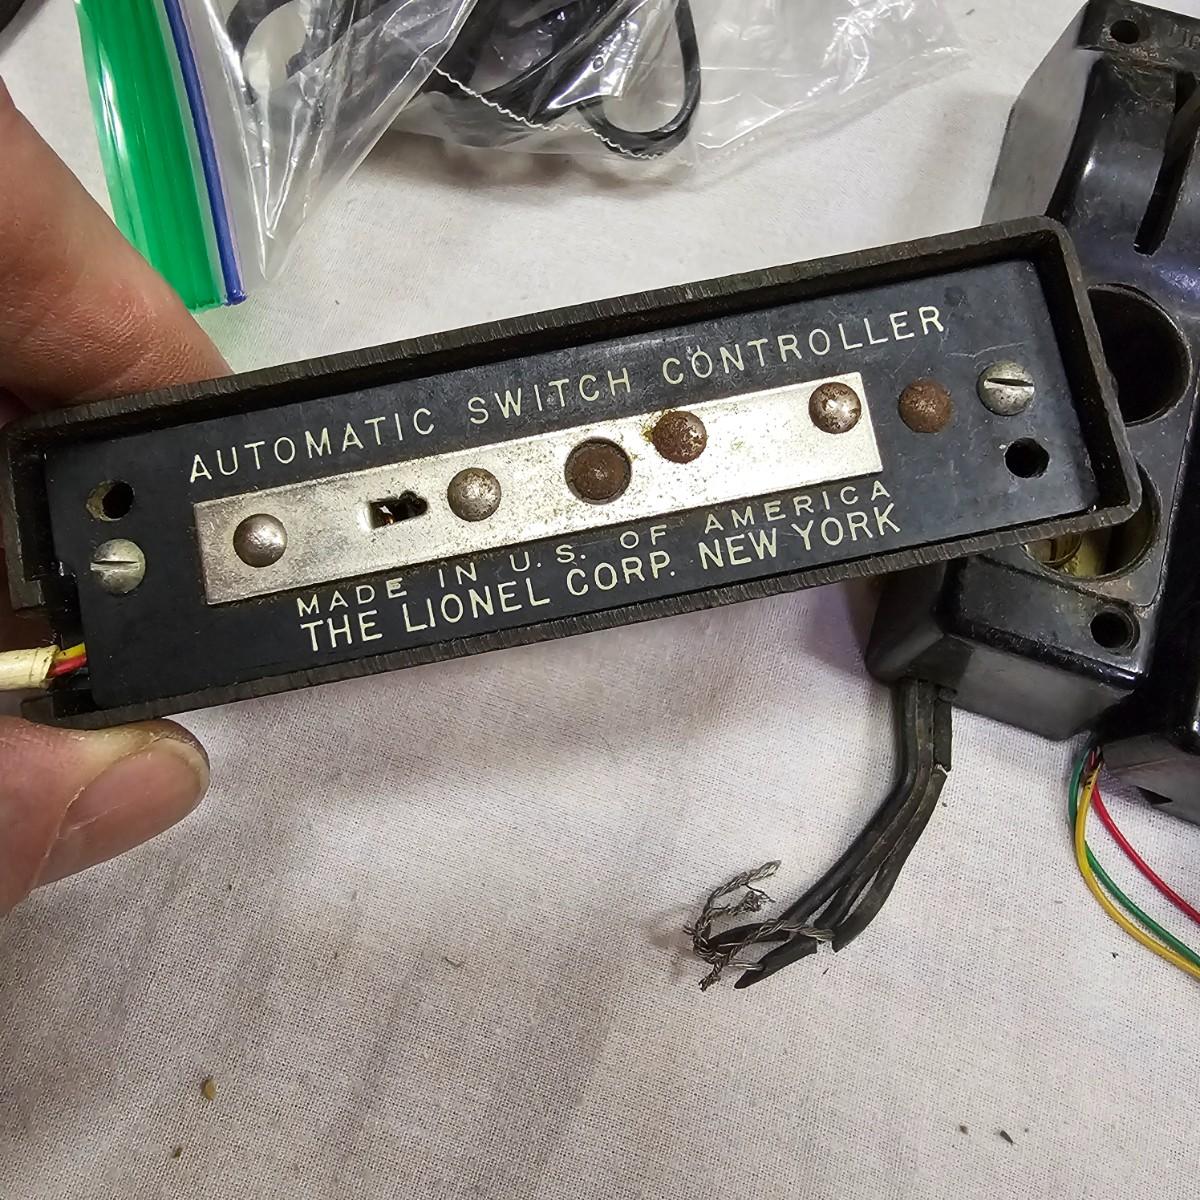 AUTOMATIC SWITCH CONTROLLER
MADE IN U.S. OF AMERICA
THE LIONEL CORP. NEW YORK